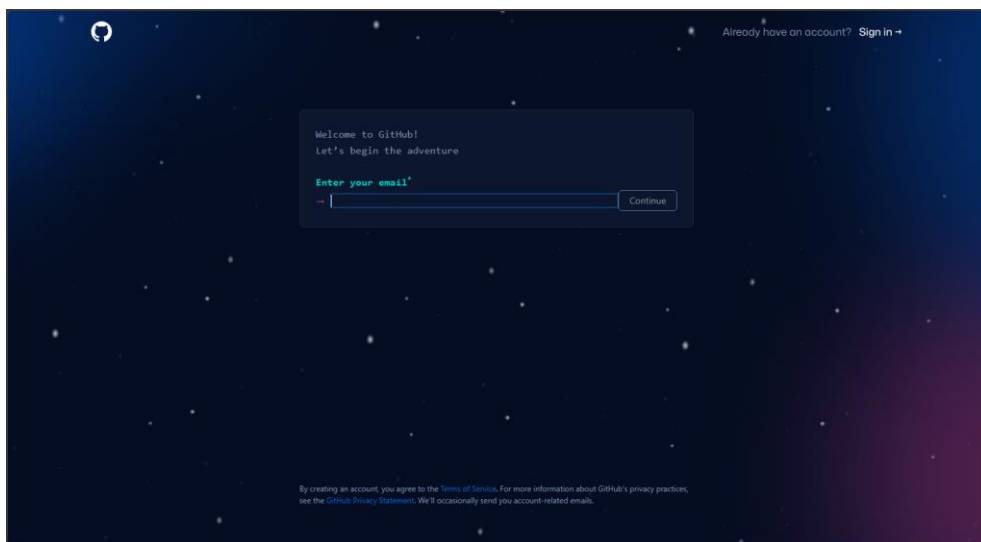 Already have an account? Sign in →
Welcome to GitHub!
Let's begin the adventure
Enter your email*
→ Continue
By creating an account, you agree to the Terms of Service. For more information about GitHub's privacy practices,
see the GitHub Privacy Statement. We'll occasionally send you account-related emails.